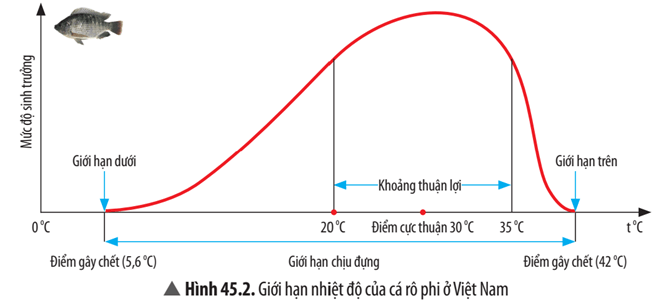 Mức độ sinh trưởng
Giới hạn dưới
Giới hạn trên
Khoảng thuận lợi
0 °C
20 °C
Điểm cực thuận 30 °C
35 °C
t °C
Điểm gây chết (5,6 °C)
Giới hạn chịu đựng
Điểm gây chết (42 °C)
▲ Hình 45.2. Giới hạn nhiệt độ của cá rô phi ở Việt Nam